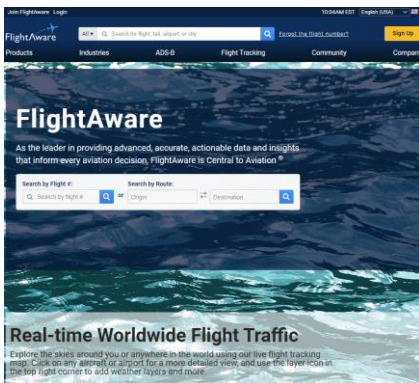 Join FlightAware Login 10:04AM EST English (USA)
FlightAware All Search by flight, tail, airport, or city Forgot the flight number? Sign Up
Products Industries ADS-B Flight Tracking Community Compan
FlightAware
As the leader in providing advanced, accurate, actionable data and insights
that inform every aviation decision, FlightAware is Central to Aviation ®
Search by Flight #: Search by Route:
Search by flight # or Origin Destination
Real-time Worldwide Flight Traffic
Explore the skies around you or anywhere in the world using our live flight tracking
map. Click on any aircraft or airport for a more detailed view, and use the layer icon in
the top right corner to add weather layers and more.